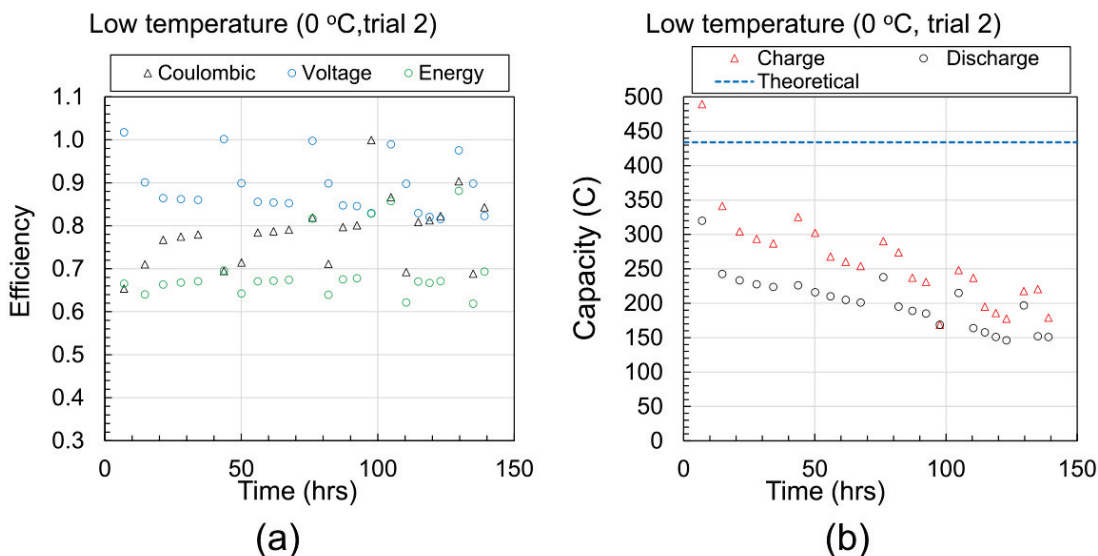 Low temperature (0 °C,trial 2)
△ Coulombic ○ Voltage ○ Energy
1.1
1.0
0.9
0.8
0.7
0.6
0.5
0.4
0.3
Efficiency
0 50 100 150
Time (hrs)
(a)
Low temperature (0 °C, trial 2)
△ Charge ○ Discharge
Theoretical
500
450
400
350
300
250
200
150
100
50
0
Capacity (C)
0 50 100 150
Time (hrs)
(b)